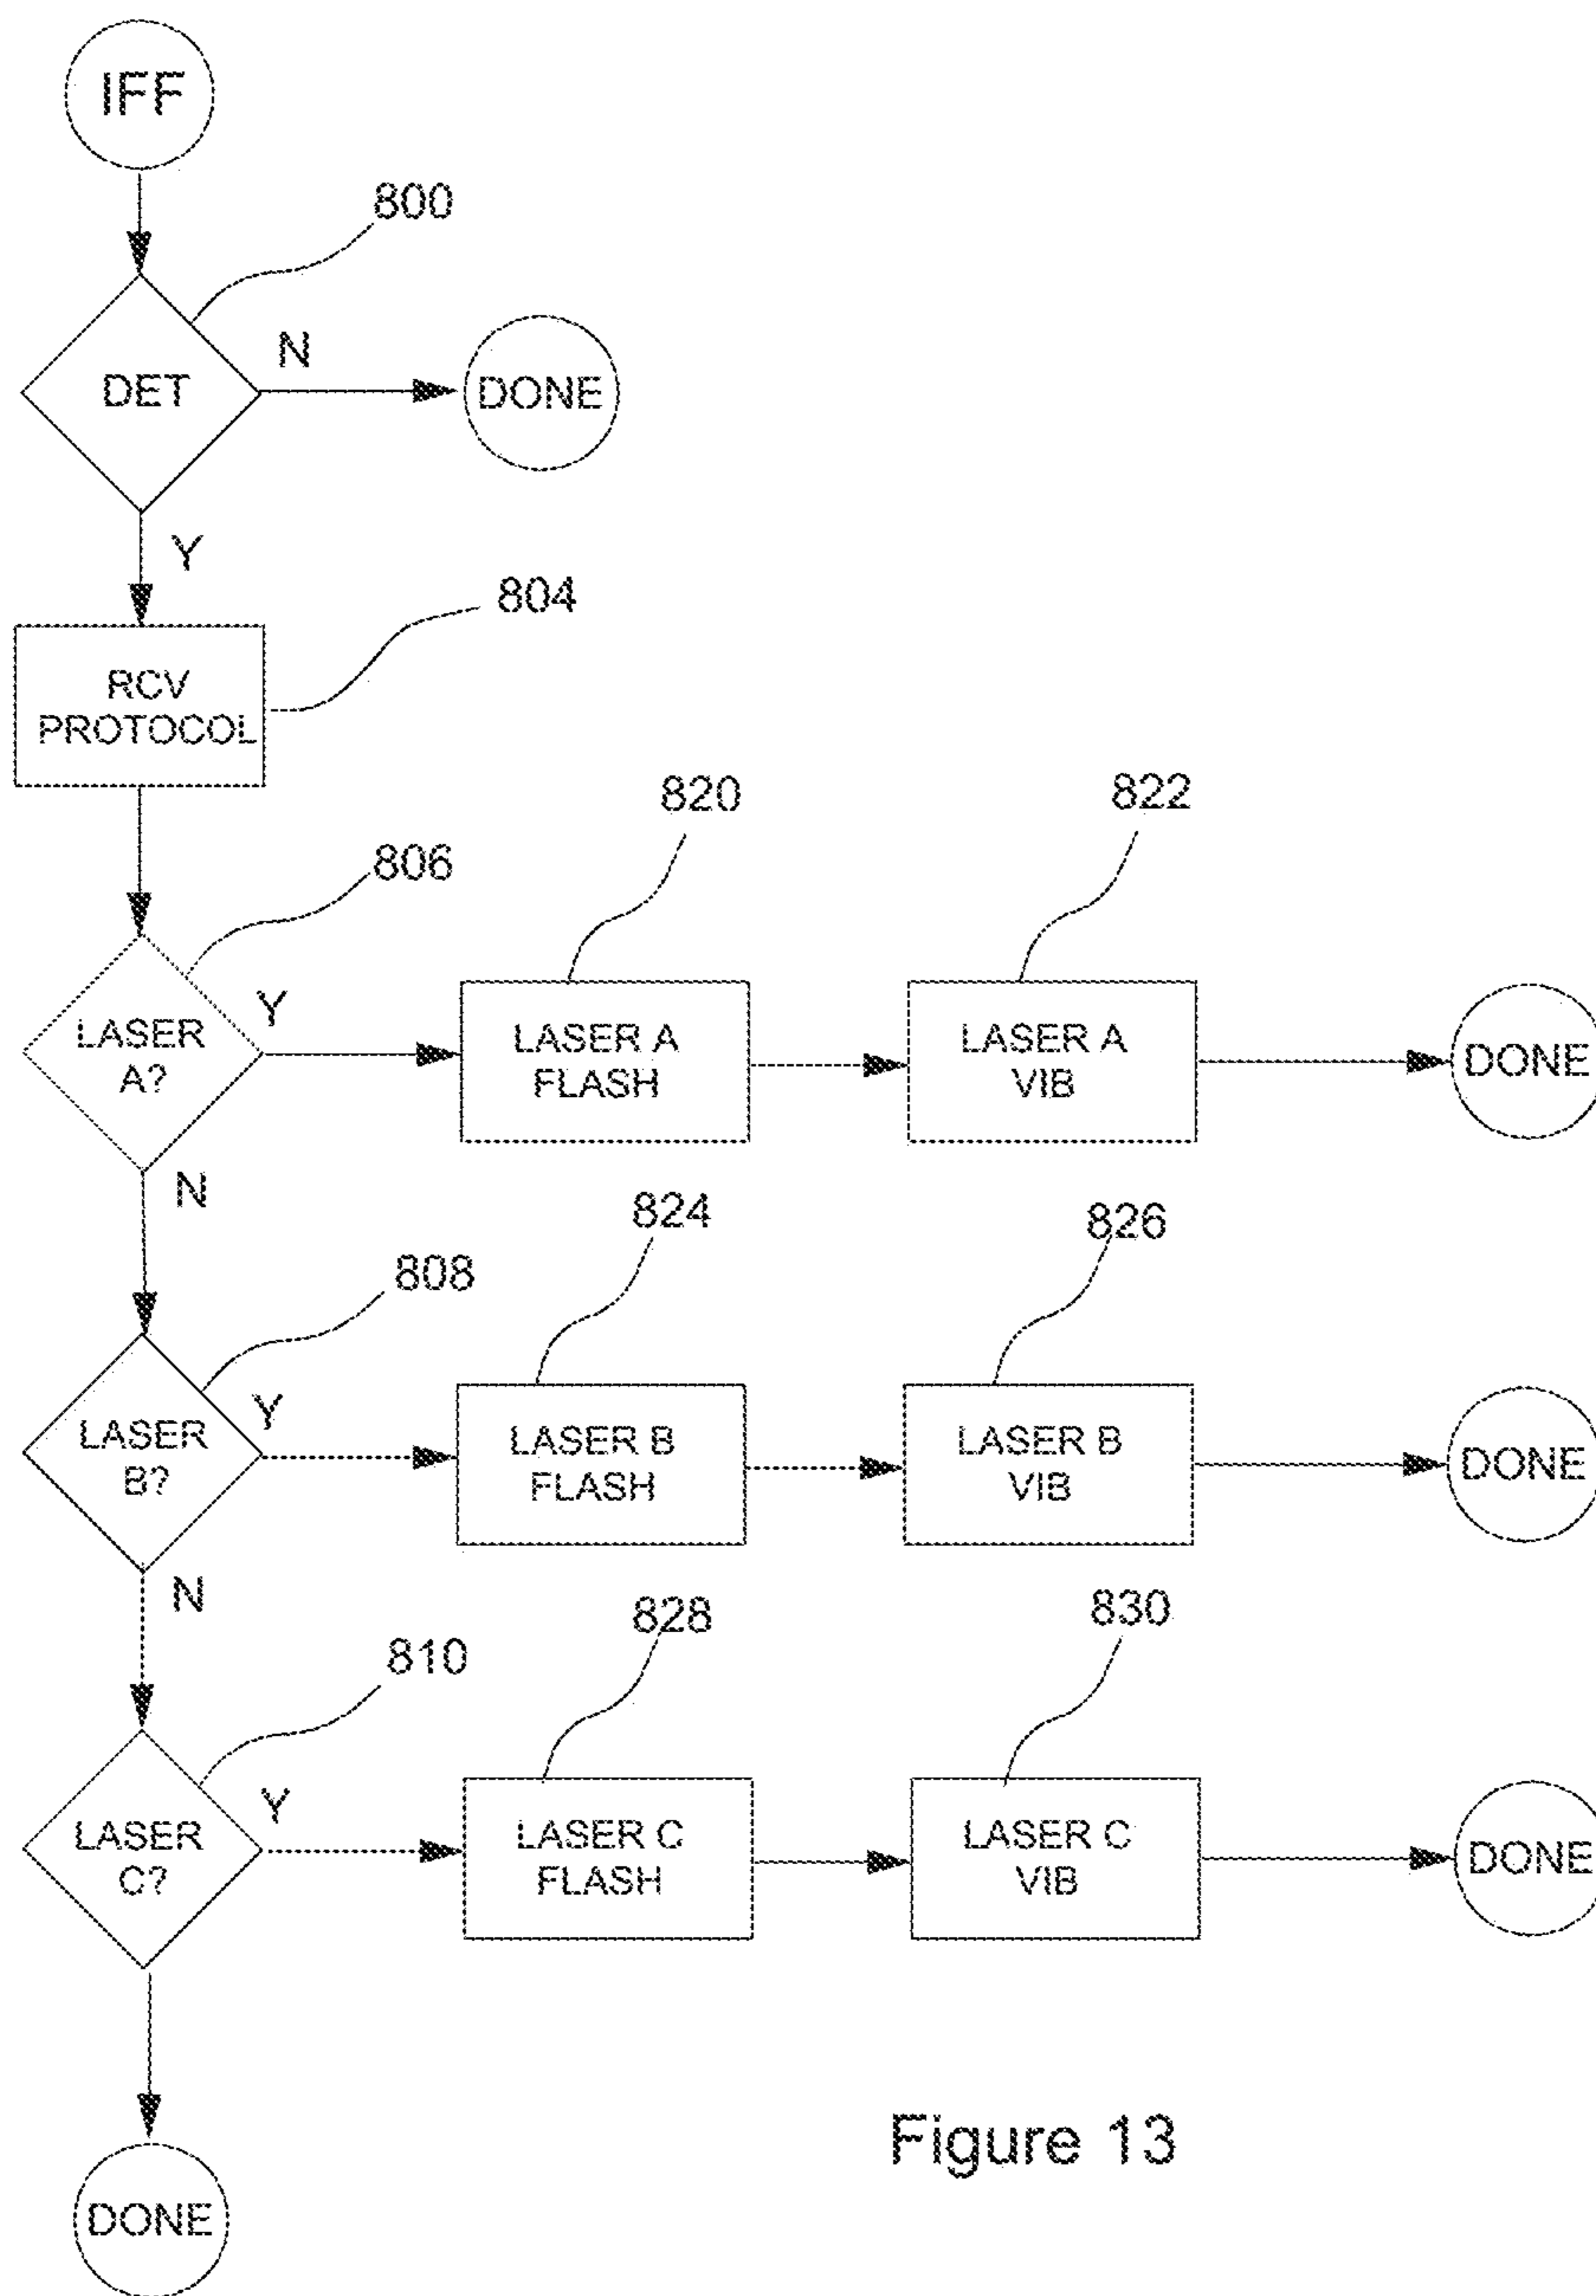 IFF
800
DET
N
DONE
Y
804
RCV
PROTOCOL
820
822
806
LASER
A?
Y
LASER A
FLASH
LASER A
VIB
DONE
N
824
826
808
LASER
B?
Y
LASER B
FLASH
LASER B
VIB
DONE
N
828
830
810
LASER
C?
Y
LASER C
FLASH
LASER C
VIB
DONE
DONE
Figure 13